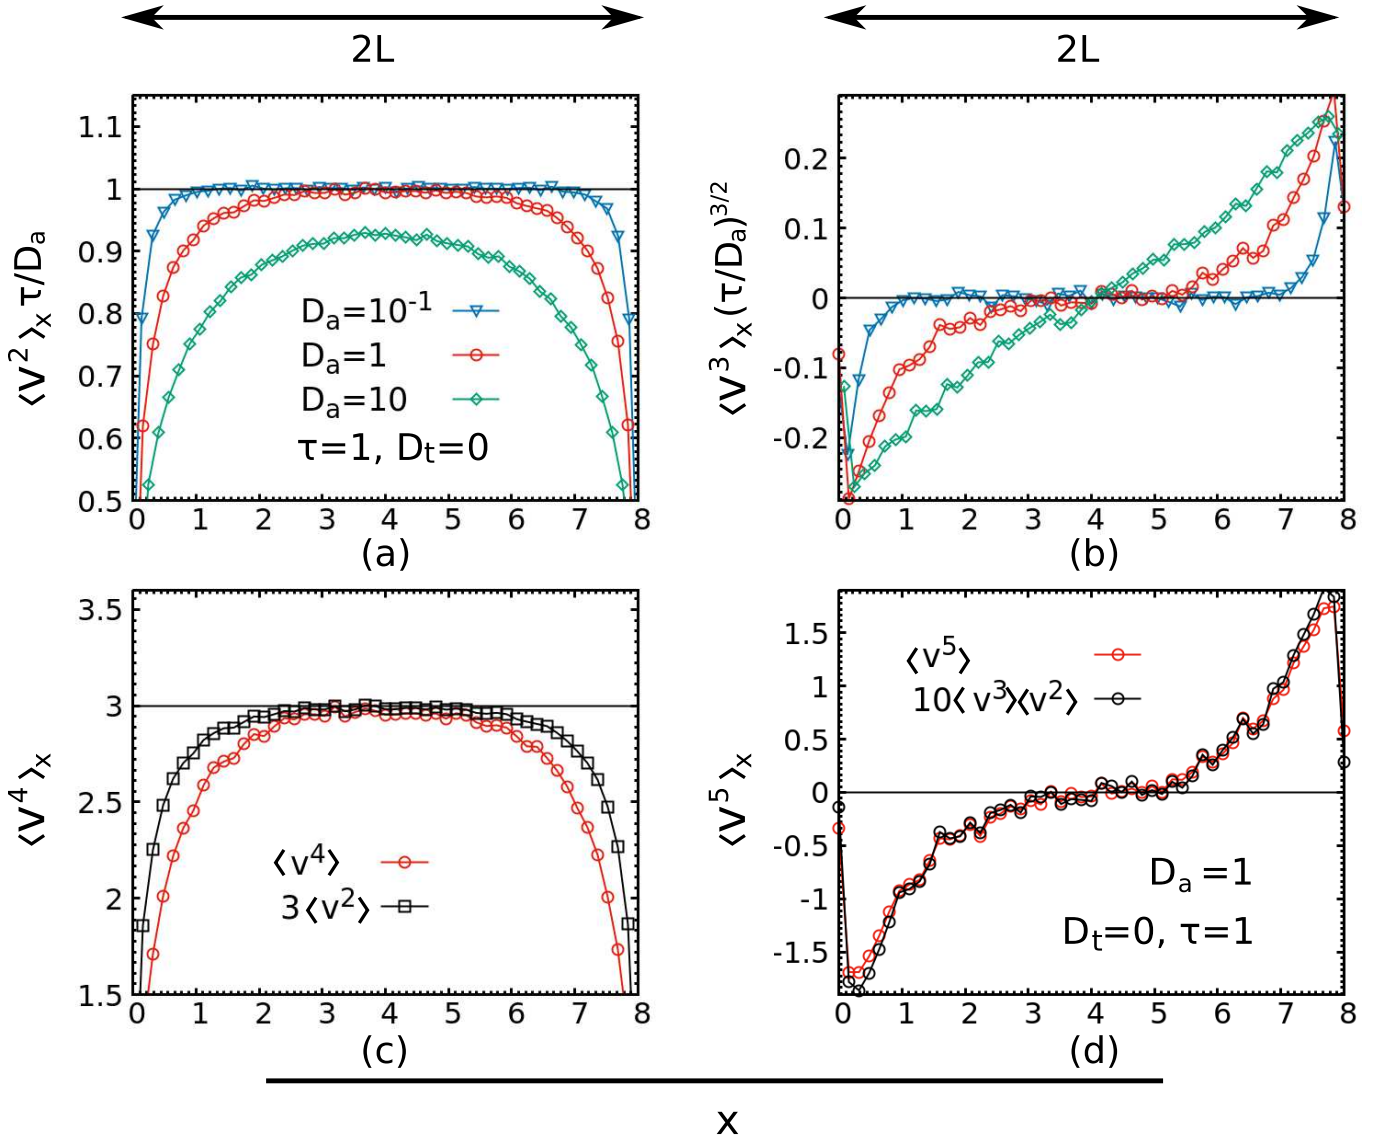 2L
2L
⟨v²⟩ₓ τ/Dₐ
1.1
1
0.9
0.8
0.7
0.6
0.5
Dₐ=10⁻¹
Dₐ=1
Dₐ=10
τ=1, Dₜ=0
0 1 2 3 4 5 6 7 8
(a)
⟨v³⟩ₓ(τ/Dₐ)³ᐟ²
0.2
0.1
0
-0.1
-0.2
0 1 2 3 4 5 6 7 8
(b)
⟨v⁴⟩ₓ
3.5
3
2.5
2
1.5
⟨v⁴⟩
3⟨v²⟩
0 1 2 3 4 5 6 7 8
(c)
⟨v⁵⟩ₓ
1.5
1
0.5
0
-0.5
-1
-1.5
⟨v⁵⟩
10⟨v³⟩⟨v²⟩
Dₐ=1
Dₜ=0, τ=1
0 1 2 3 4 5 6 7 8
(d)
x